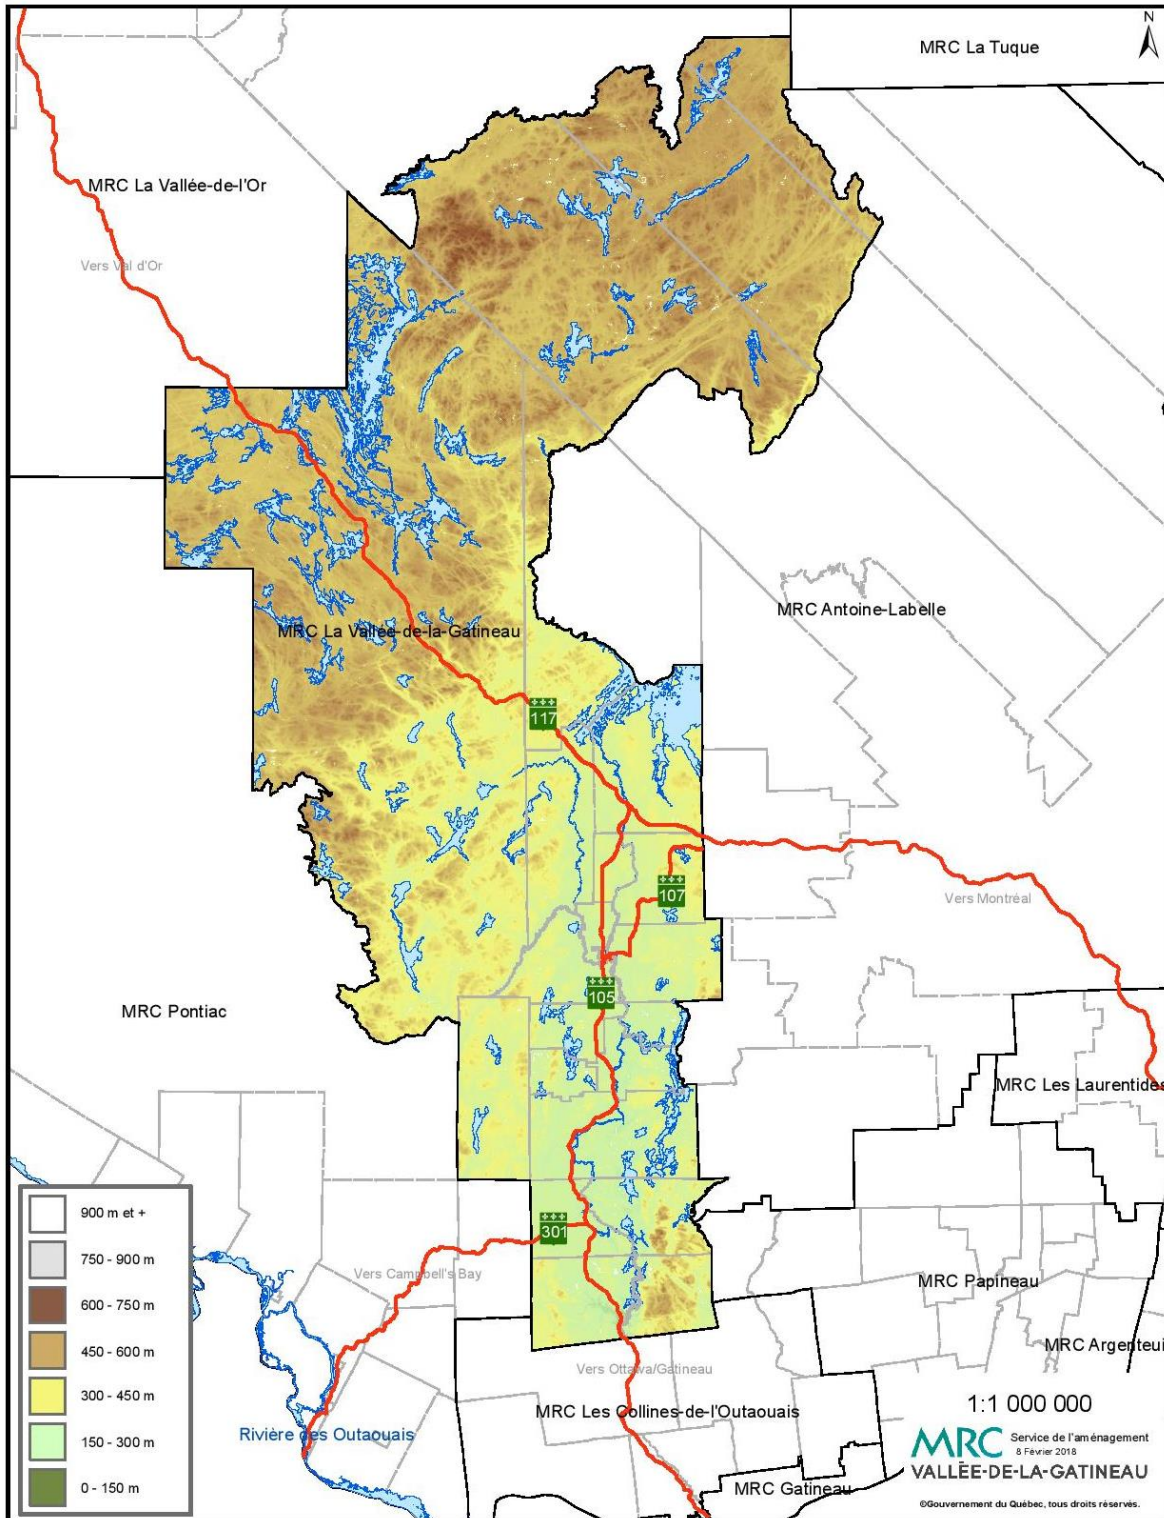 N
MRC La Tuque
MRC La Vallée-de-l'Or
Vers Val d'Or
MRC Antoine-Labelle
MRC La Vallée-de-la-Gatineau
117
107
Vers Montréal
105
MRC Pontiac
MRC Les Laurentides
301
Vers Campbell's Bay
MRC Papineau
MRC Argenteui
Vers Ottawa/Gatineau
MRC Les Collines-de-l'Outaouais
Rivière des Outaouais
MRC Gatineau
900 m et +
750 - 900 m
600 - 750 m
450 - 600 m
300 - 450 m
150 - 300 m
0 - 150 m
1:1 000 000
MRC Service de l'aménagement
8 Février 2018
VALLÉE-DE-LA-GATINEAU
©Gouvernement du Québec, tous droits réservés.